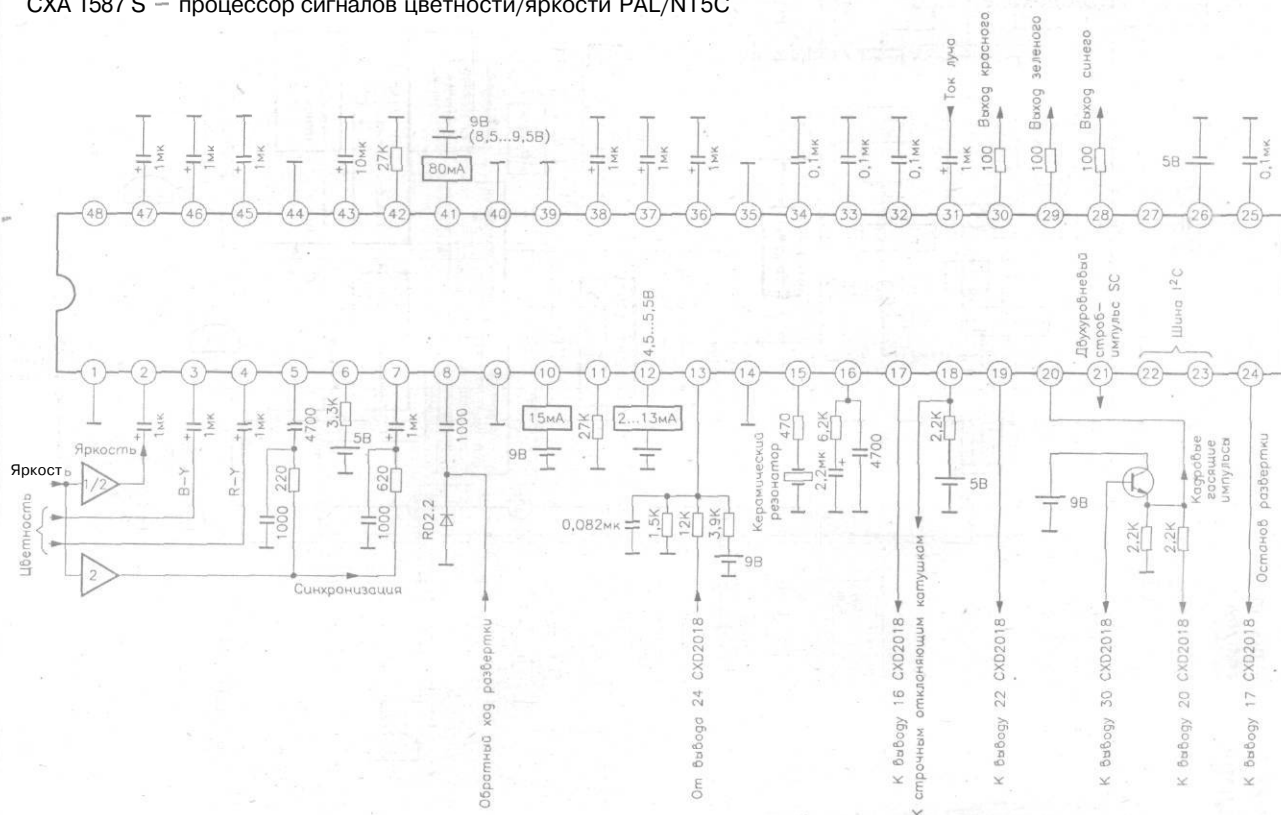 CXA 1587 S – процессор сигналов цветности/яркости PAL/NT5C
1мк
1мк
1мк
10мк
27К
9В
(8,5...9,5В)
80мА
1мк
1мк
1мк
0,1мк
0,1мк
0,1мк
Ток луча
1мк
Выход красного
100
Выход зеленого
100
Выход синего
100
5В
0,1мк
48 47 46 45 44 43 42 41 40 39 38 37 36 35 34 33 32 31 30 29 28 27 26 25
4,5...5,5В
Двухуровневый
строб-
импульс SC
Шина I²C
1 2 3 4 5 6 7 8 9 10 11 12 13 14 15 16 17 18 19 20 21 22 23 24
Яркость
Яркость
1/2
1мк
B-Y
1мк
R-Y
1мк
4700
220
1000
3,3К
5В
1мк
620
1000
1000
RD2.2
15мА
9В
27К
2...13мА
0,082мк
1,5К
12К
3,9К
9В
470
Керамический
резонатор
6,2К
2,2мк
4700
2,2К
5В
9В
2,2К
2,2К
Кадровые
гасящие
импульсы
Останов развертки
Цветность
2
Синхронизация
Обратный ход развертки
От вывода 24 CXD2018
К выводу 16 CXD2018
К строчным отклоняющим катушкам
К выводу 22 CXD2018
К выводу 30 CXD2018
К выводу 20 CXD2018
К выводу 17 CXD2018